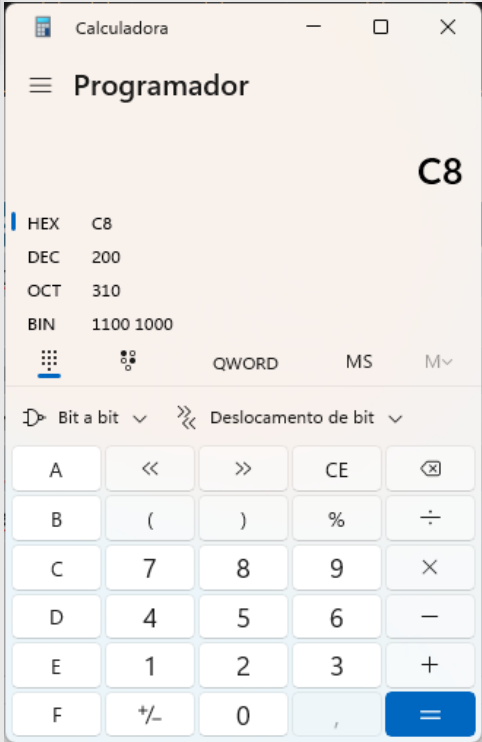 Calculadora
Programador
C8
HEX C8
DEC 200
OCT 310
BIN 1100 1000
QWORD MS M
Bit a bit Deslocamento de bit
A << >> CE
B ( ) % ÷
C 7 8 9 ×
D 4 5 6 −
E 1 2 3 +
F +/− 0 , =